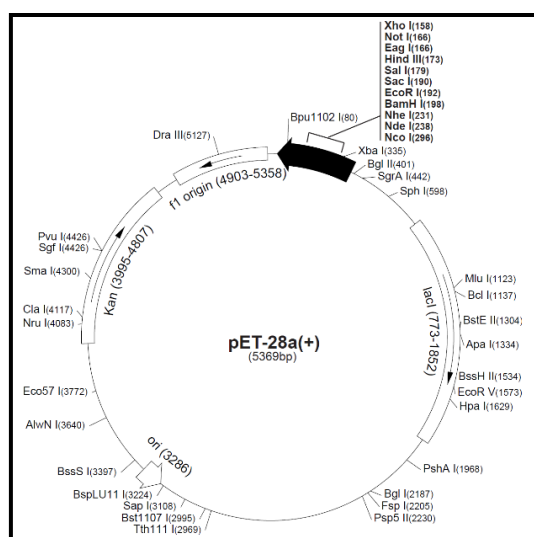 Xho I(158)
Not I(166)
Eag I(166)
Hind III(173)
Sal I(179)
Sac I(190)
EcoR I(192)
BamH I(198)
Nhe I(231)
Nde I(238)
Nco I(296)
Bpu1102 I(80)
Dra III(5127)
Xba I(335)
Bgl II(401)
SgrA I(442)
Sph I(598)
f1 origin (4903-5358)
Pvu I(4426)
Sgf I(4426)
Sma I(4300)
Kan (3995-4807)
Cla I(4117)
Nru I(4083)
lacI (773-1852)
Mlu I(1123)
Bcl I(1137)
BstE II(1304)
Apa I(1334)
pET-28a(+)
(5369bp)
BssH II(1534)
EcoR V(1573)
Hpa I(1629)
Eco57 I(3772)
AlwN I(3640)
ori (3286)
BssS I(3397)
PshA I(1968)
BspLU11 I(3224)
Sap I(3108)
Bst1107 I(2995)
Tth111 I(2969)
Bgl I(2187)
Fsp I(2205)
Psp5 II(2230)